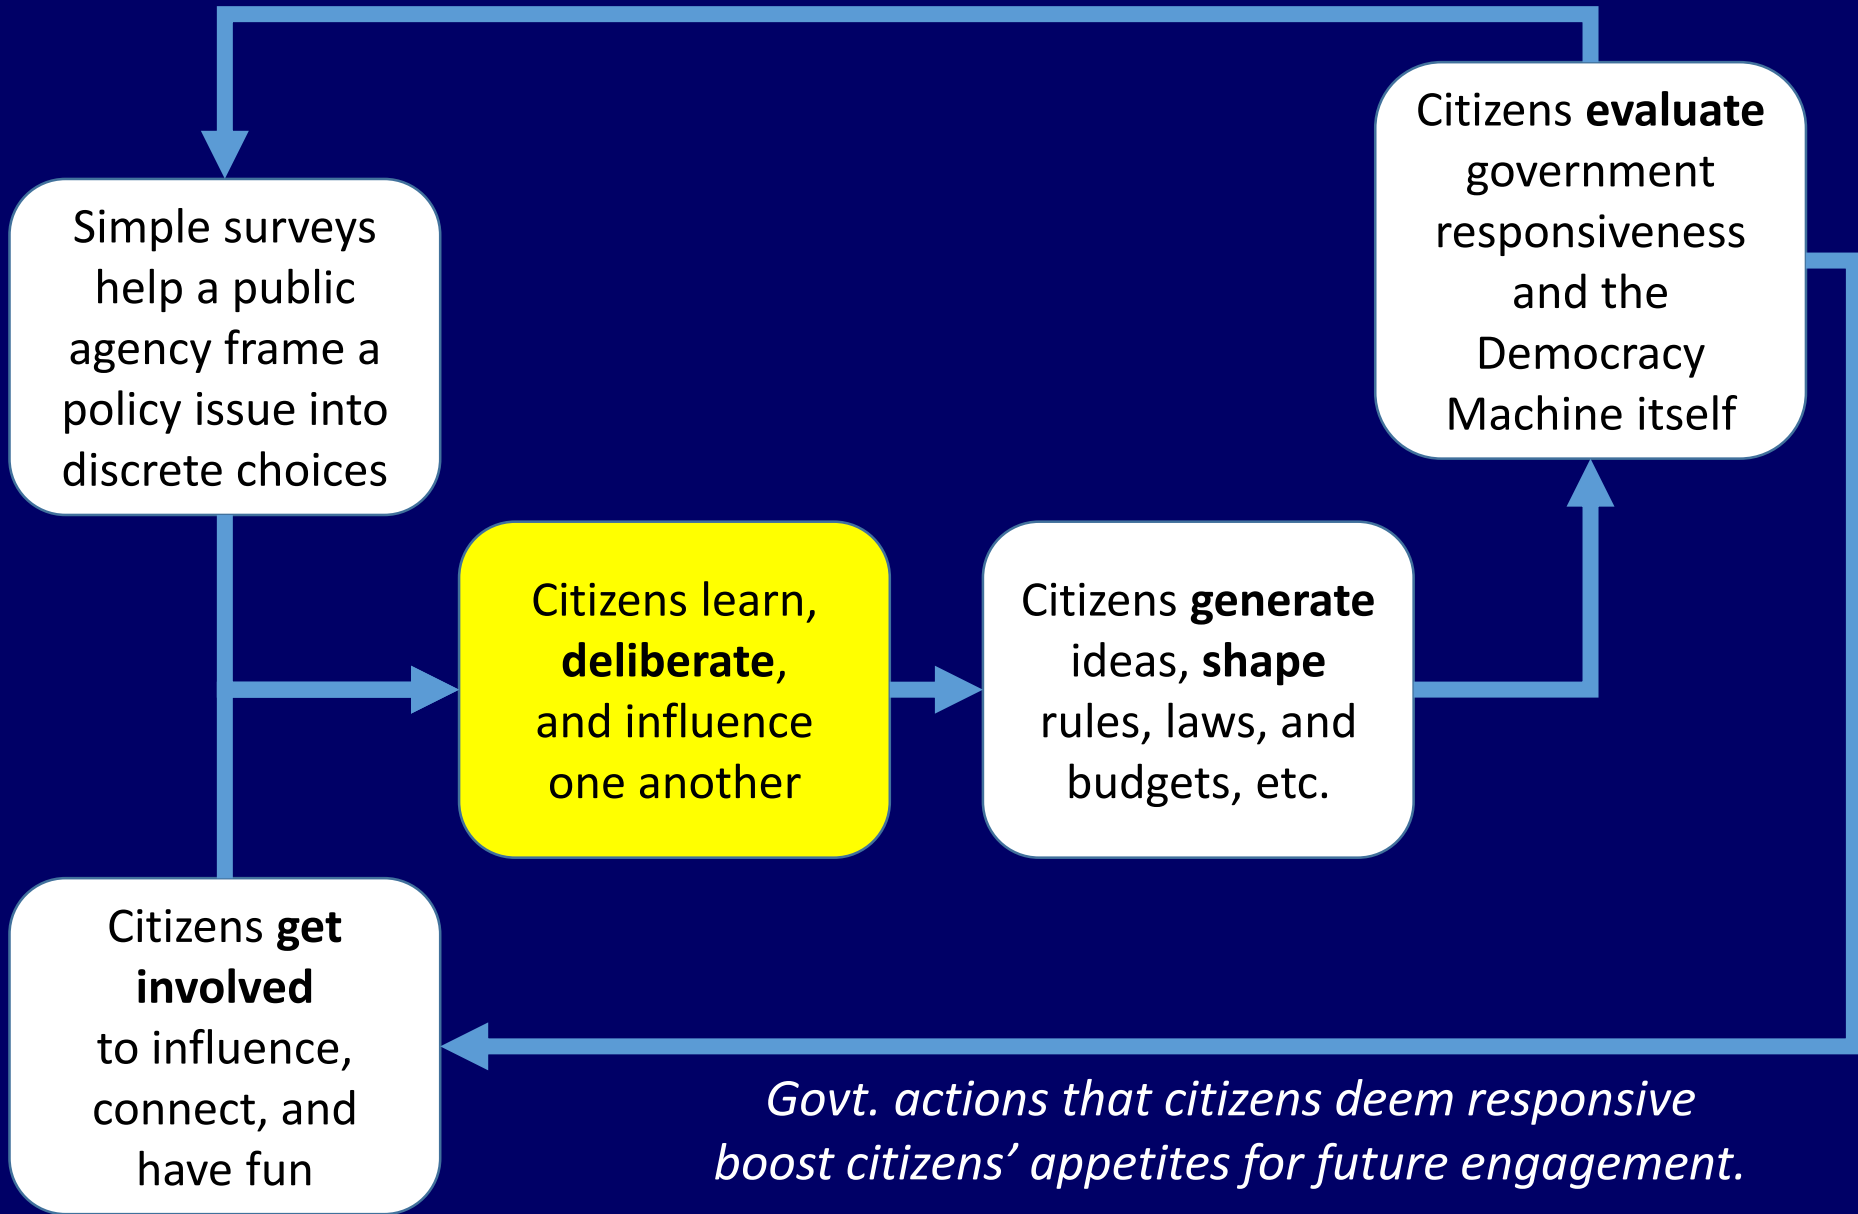 Simple surveys
help a public
agency frame a
policy issue into
discrete choices
Citizens get
involved
to influence,
connect, and
have fun
Citizens learn,
deliberate,
and influence
one another
Citizens generate
ideas, shape
rules, laws, and
budgets, etc.
Citizens evaluate
government
responsiveness
and the
Democracy
Machine itself
Govt. actions that citizens deem responsive
boost citizens’ appetites for future engagement.